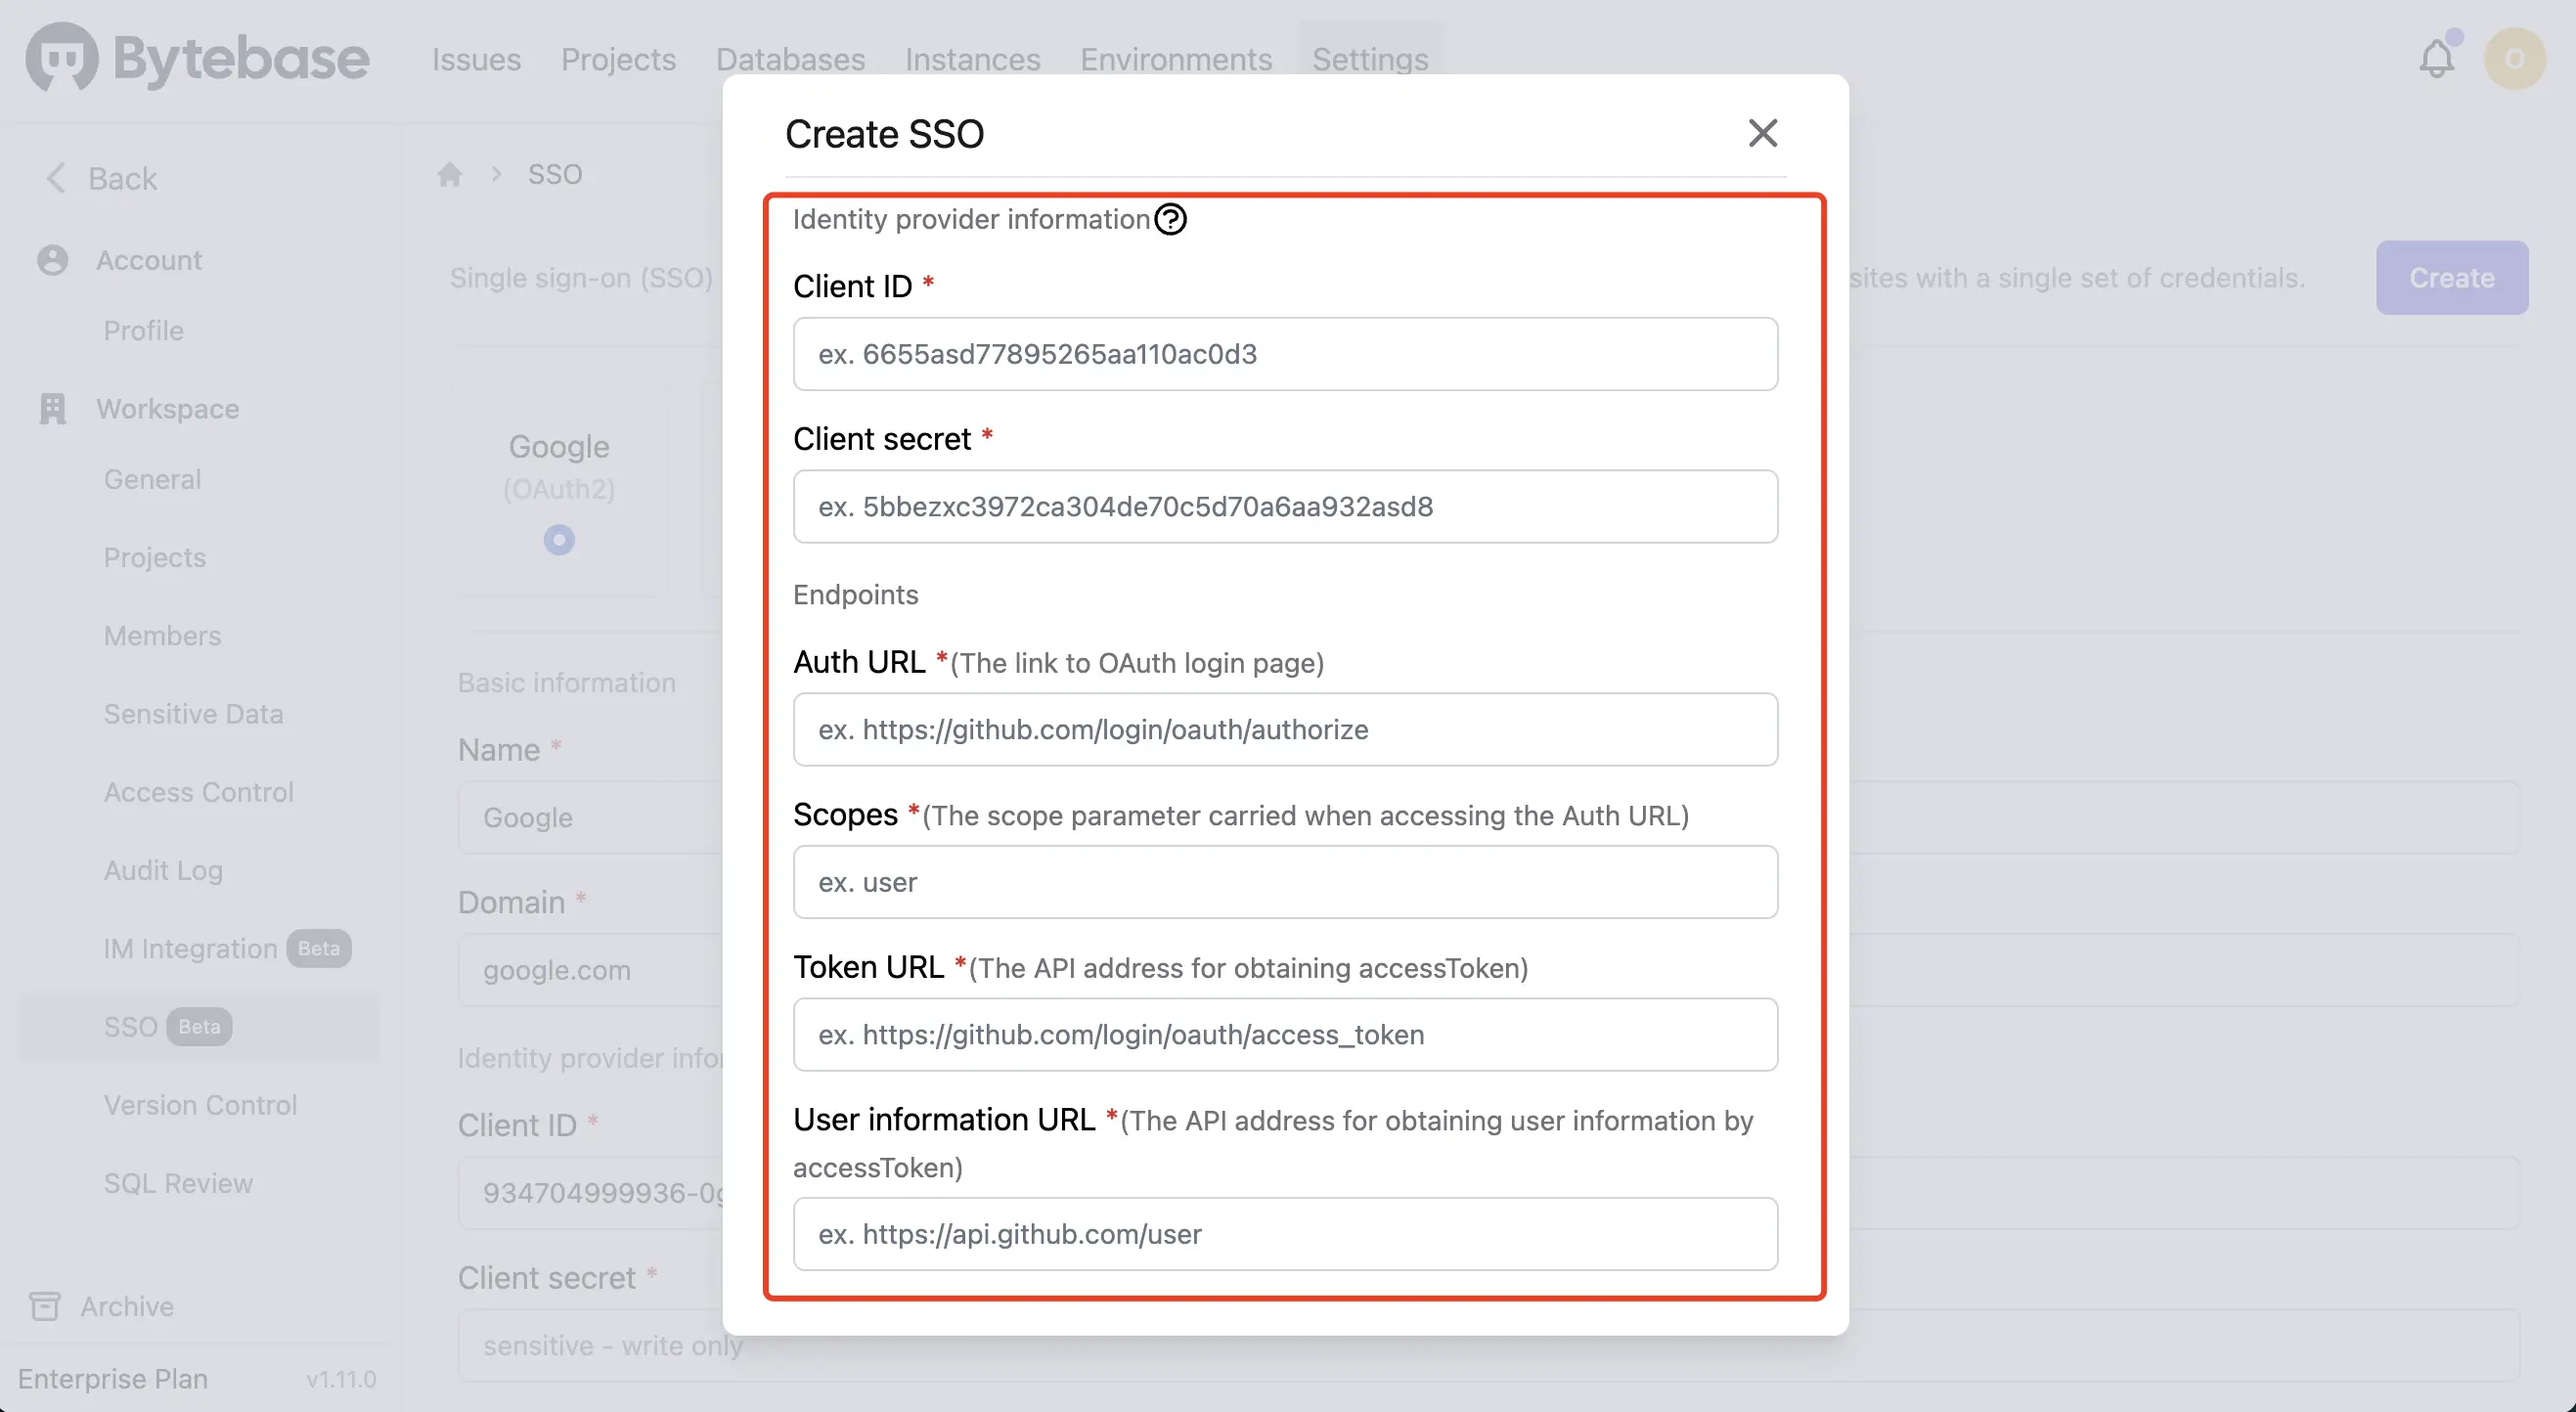 Bytebase
Issues
Projects
Databases
Instances
Environments
Settings
O
Back
Account
Profile
Workspace
General
Projects
Members
Sensitive Data
Access Control
Audit Log
IM Integration Beta
SSO Beta
Version Control
SQL Review
Archive
Enterprise Plan v1.11.0
SSO
Single sign-on (SSO)
sites with a single set of credentials.
Create
Google
(OAuth2)
Basic information
Name *
Google
Domain *
google.com
Identity provider infor
Client ID *
934704999936-0g
Client secret *
sensitive - write only
Create SSO
Identity provider information
Client ID *
ex. 6655asd77895265aa110ac0d3
Client secret *
ex. 5bbezxc3972ca304de70c5d70a6aa932asd8
Endpoints
Auth URL *(The link to OAuth login page)
ex. https://github.com/login/oauth/authorize
Scopes *(The scope parameter carried when accessing the Auth URL)
ex. user
Token URL *(The API address for obtaining accessToken)
ex. https://github.com/login/oauth/access_token
User information URL *(The API address for obtaining user information by
accessToken)
ex. https://api.github.com/user